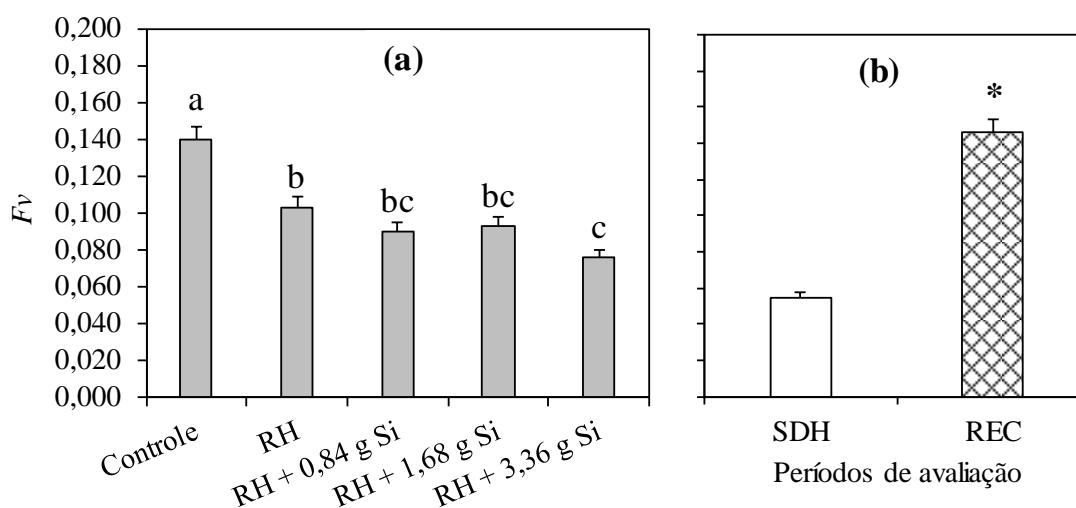 0,200
0,180
0,160
0,140
0,120
0,100
0,080
0,060
0,040
0,020
0,000
Fv
(a)
a
b
bc
bc
c
Controle
RH
RH + 0,84 g Si
RH + 1,68 g Si
RH + 3,36 g Si
(b)
*
SDH
REC
Períodos de avaliação